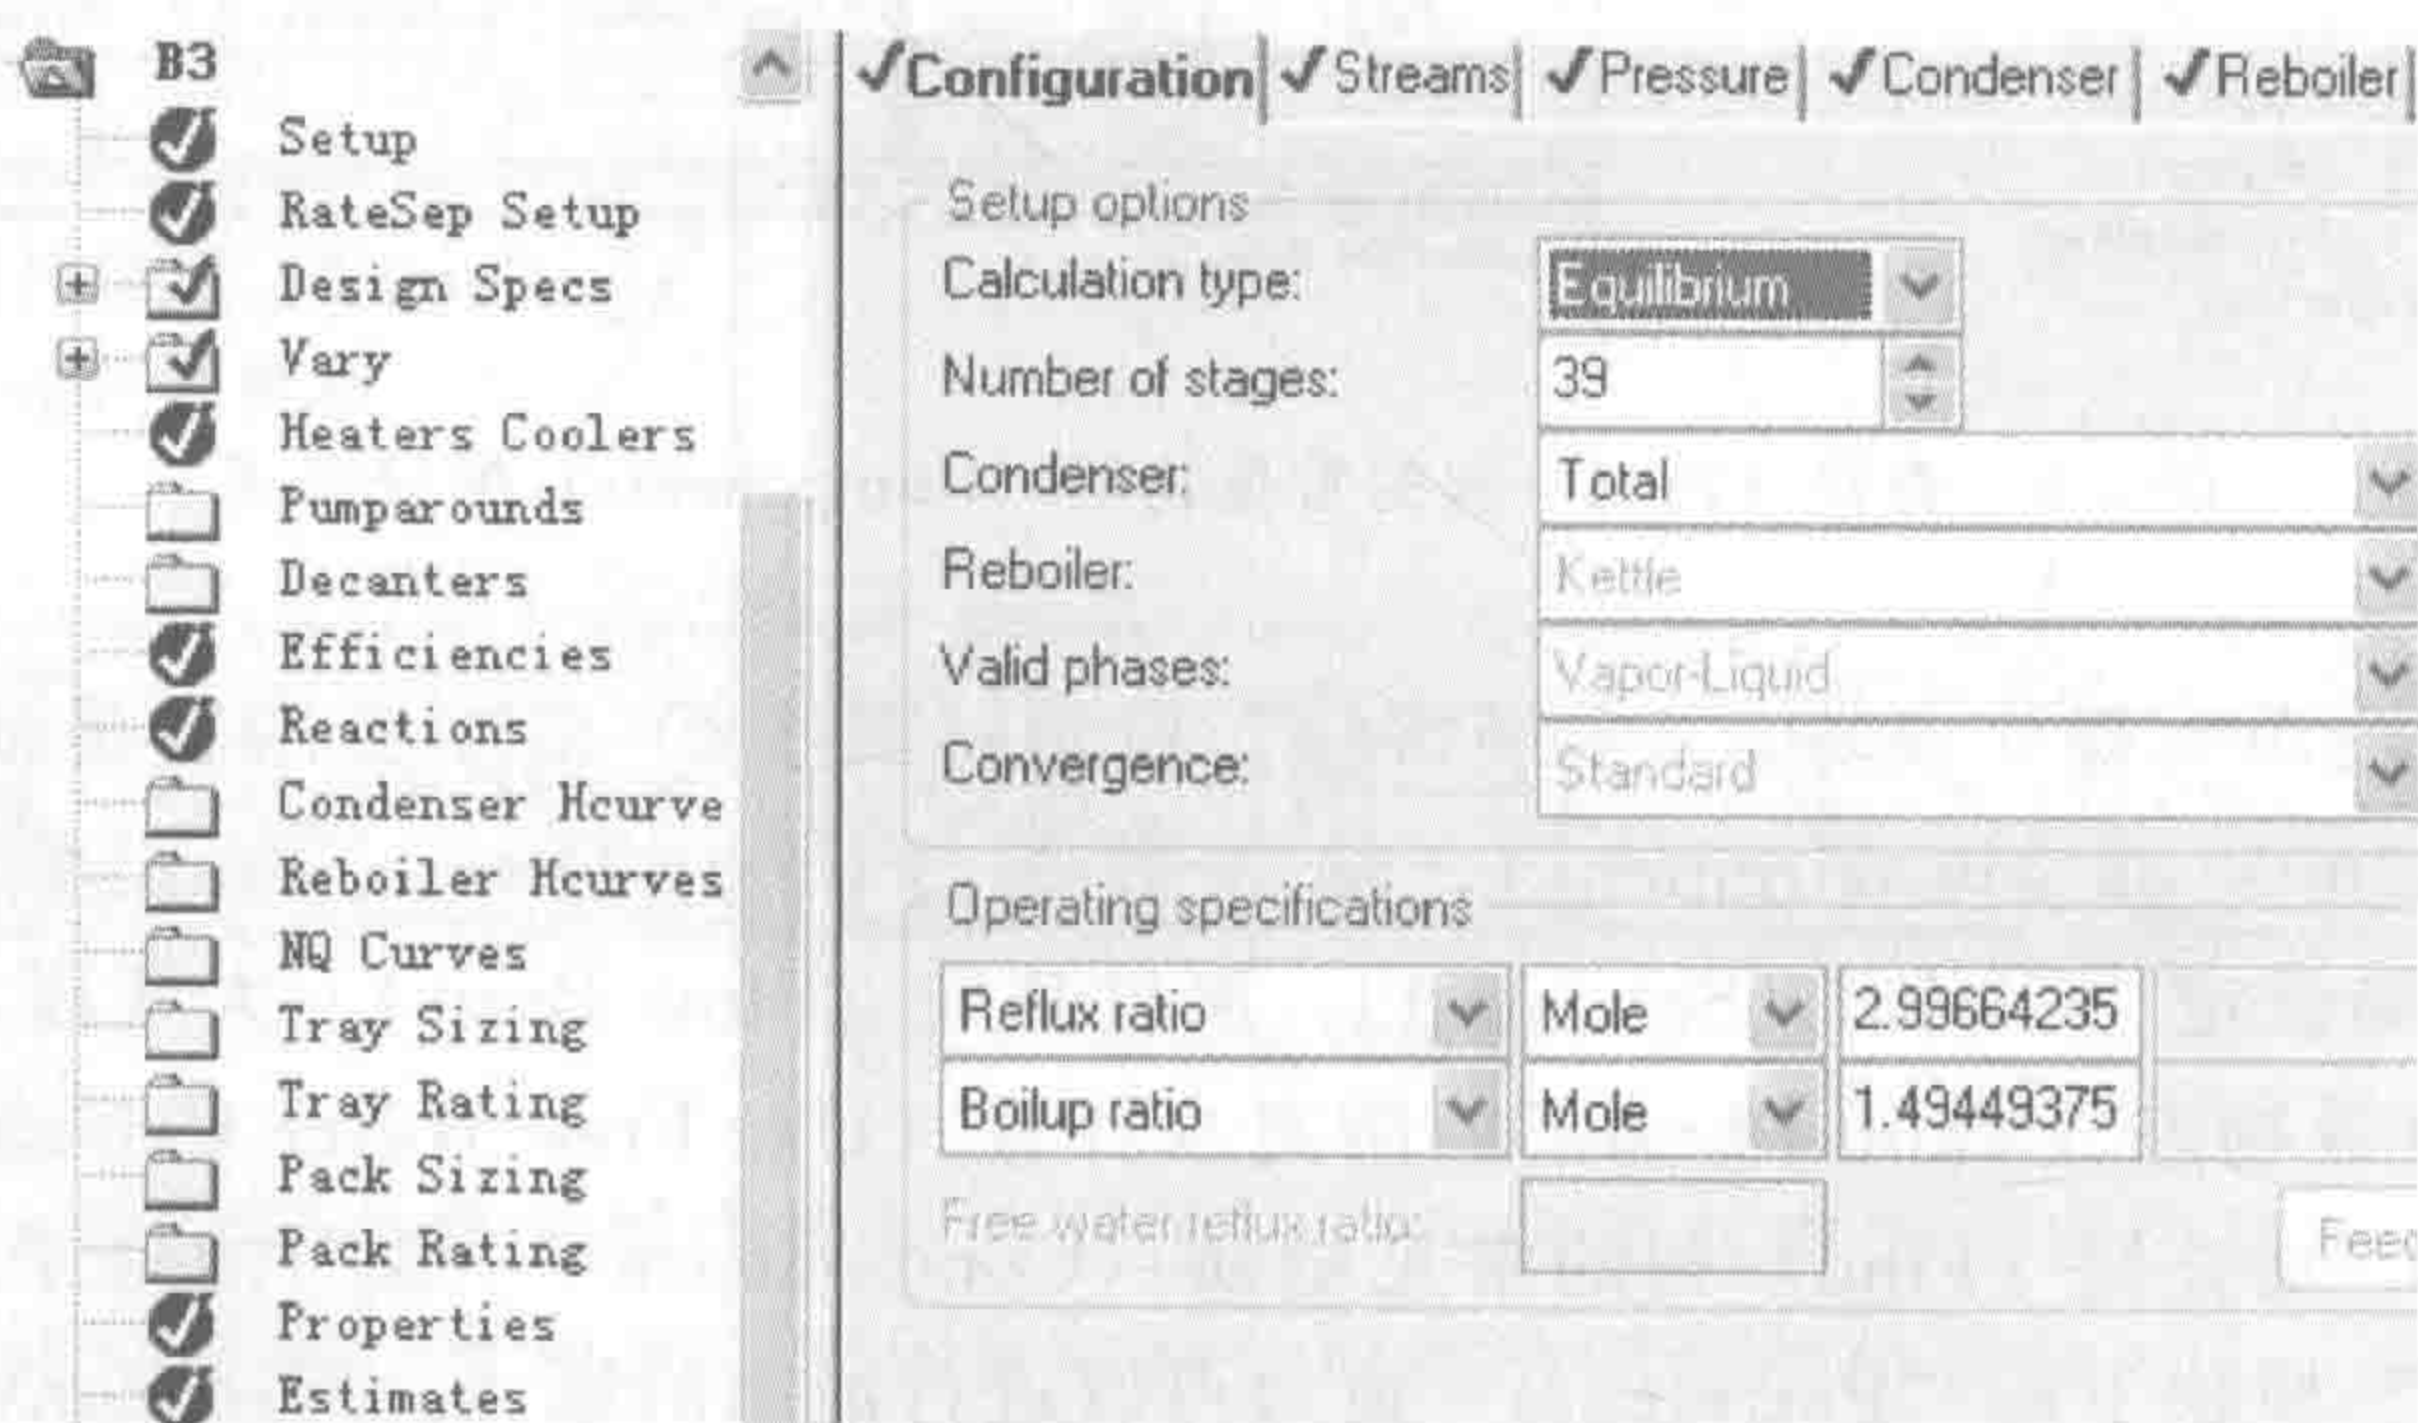 B3
Setup
RateSep Setup
Design Specs
Vary
Heaters Coolers
Pumparounds
Decanters
Efficiencies
Reactions
Condenser Hcurve
Reboiler Hcurves
NQ Curves
Tray Sizing
Tray Rating
Pack Sizing
Pack Rating
Properties
Estimates
Configuration Streams Pressure Condenser Reboiler
Setup options
Calculation type: Equilibrium
Number of stages: 39
Condenser: Total
Reboiler: Kettle
Valid phases: Vapor-Liquid
Convergence: Standard
Operating specifications
Reflux ratio Mole 2.99664235
Boilup ratio Mole 1.49449375
Free water reflux ratio:
Feed